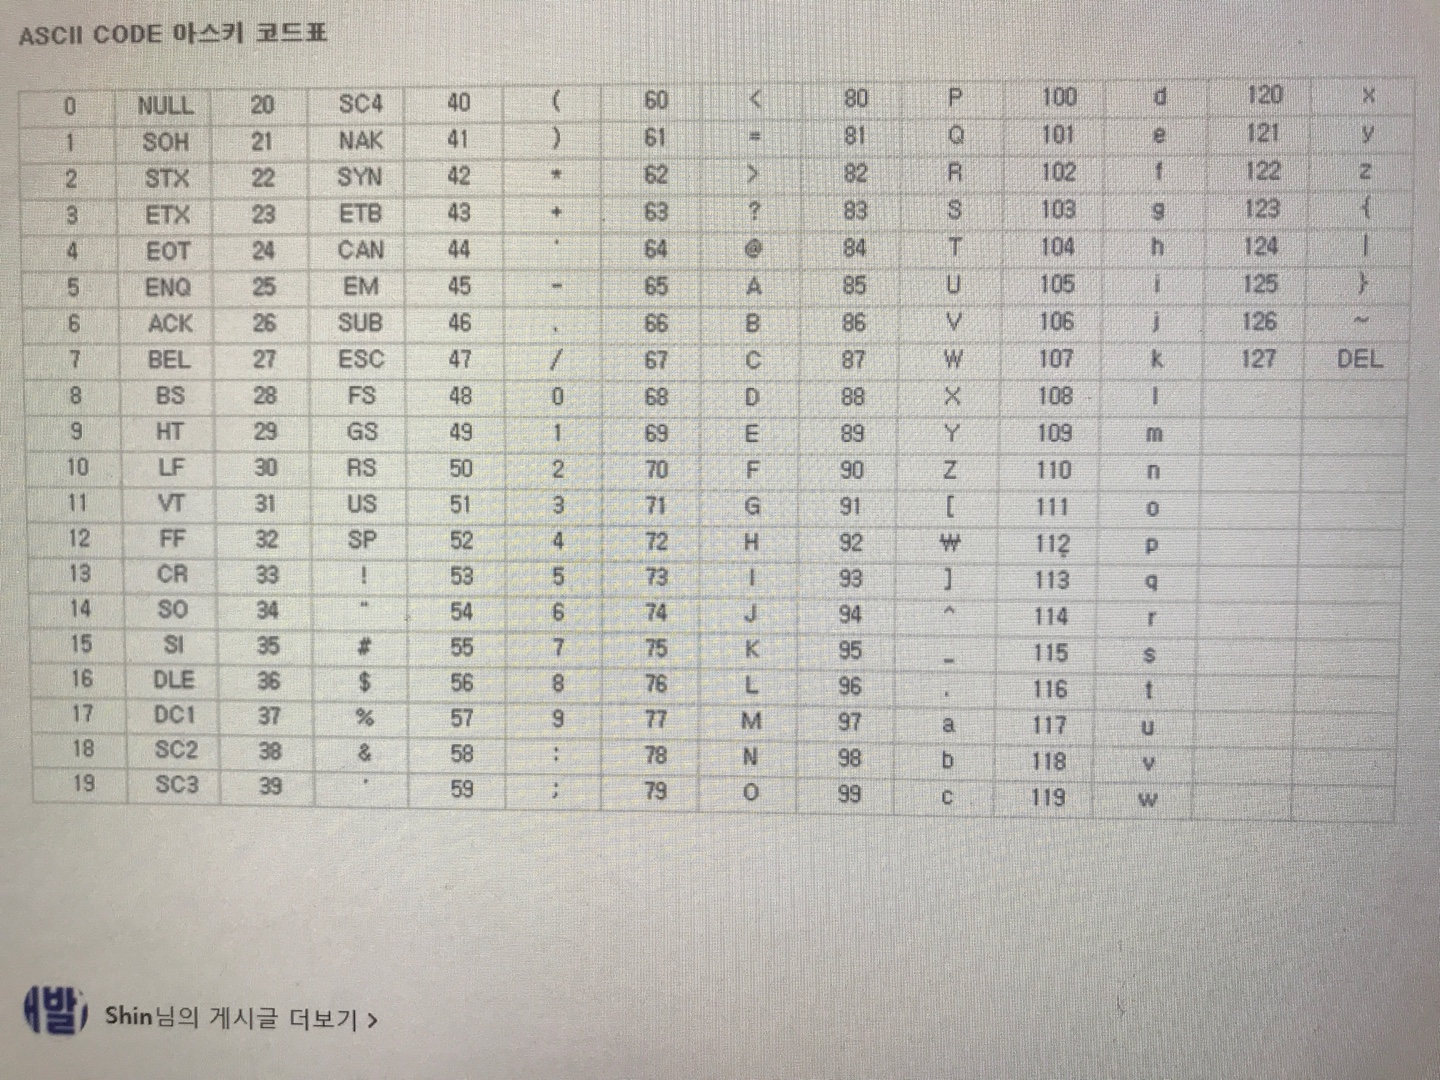 ASCII CODE 아스키 코드표
0 NULL 20 SC4 40 ( 60 < 80 P 100 d 120 x
1 SOH 21 NAK 41 ) 61 = 81 Q 101 e 121 y
2 STX 22 SYN 42 * 62 > 82 R 102 f 122 z
3 ETX 23 ETB 43 + 63 ? 83 S 103 g 123 {
4 EOT 24 CAN 44 ' 64 @ 84 T 104 h 124 |
5 ENQ 25 EM 45 - 65 A 85 U 105 i 125 }
6 ACK 26 SUB 46 . 66 B 86 V 106 j 126 ~
7 BEL 27 ESC 47 / 67 C 87 W 107 k 127 DEL
8 BS 28 FS 48 0 68 D 88 X 108 l
9 HT 29 GS 49 1 69 E 89 Y 109 m
10 LF 30 RS 50 2 70 F 90 Z 110 n
11 VT 31 US 51 3 71 G 91 [ 111 o
12 FF 32 SP 52 4 72 H 92 ₩ 112 p
13 CR 33 ! 53 5 73 I 93 ] 113 q
14 SO 34 " 54 6 74 J 94 ^ 114 r
15 SI 35 # 55 7 75 K 95 _ 115 s
16 DLE 36 $ 56 8 76 L 96 . 116 t
17 DC1 37 % 57 9 77 M 97 a 117 u
18 SC2 38 & 58 : 78 N 98 b 118 v
19 SC3 39 ' 59 ; 79 O 99 c 119 w
발
Shin님의 게시글 더보기 >